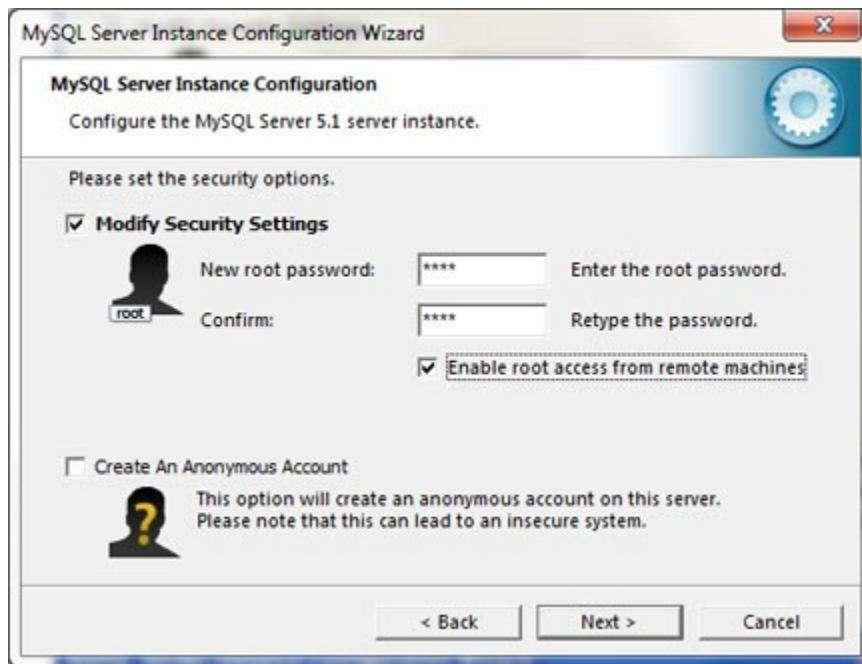 MySQL Server Instance Configuration Wizard
MySQL Server Instance Configuration
Configure the MySQL Server 5.1 server instance.
Please set the security options.
Modify Security Settings
New root password: **** Enter the root password.
root
Confirm: **** Retype the password.
Enable root access from remote machines
Create An Anonymous Account
This option will create an anonymous account on this server.
Please note that this can lead to an insecure system.
?
< Back Next > Cancel